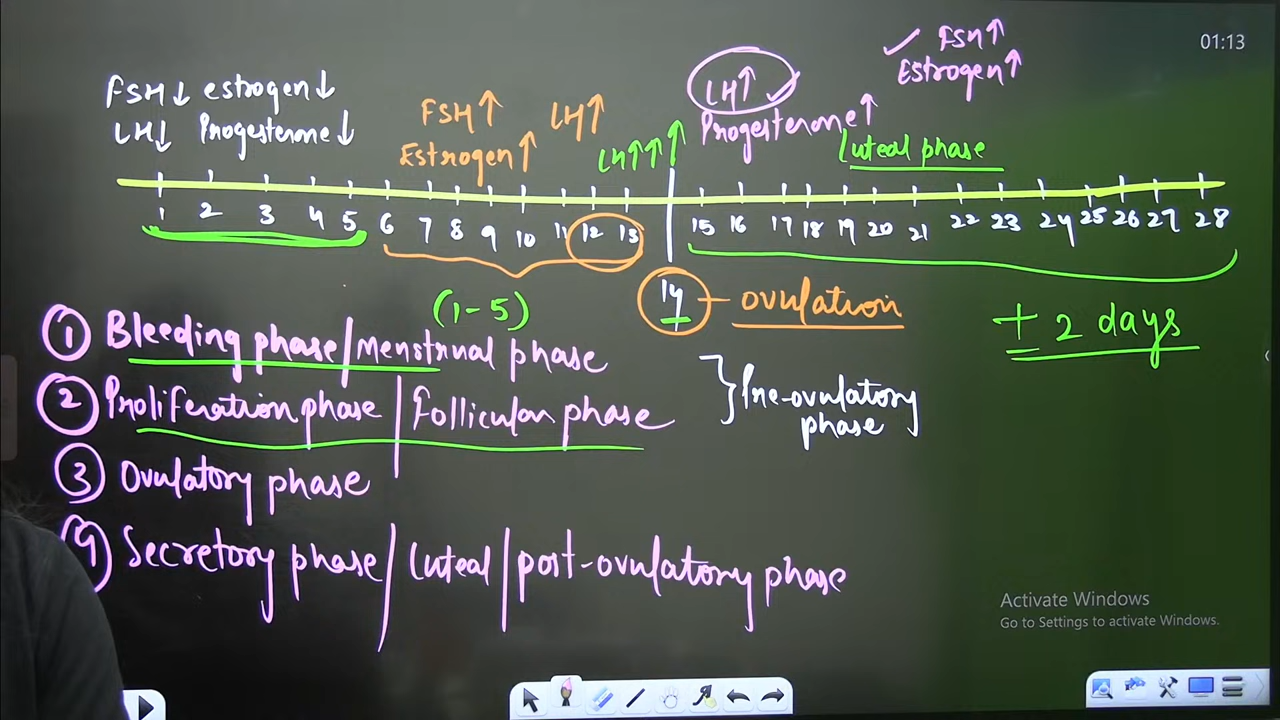 01:13
✓ FSH↑
Estrogen↑
FSH↓ estrogen↓
LH↓ Progesterone↓
FSH↑ LH↑
Estrogen↑
LH↑↑↑
LH↑ ✓
Progesterone↑
Luteal phase
1 2 3 4 5 6 7 8 9 10 11 12 13 15 16 17 18 19 20 21 22 23 24 25 26 27 28
14 - ovulation
± 2 days
(1-5)
① Bleeding phase/Menstrual phase
② Proliferation phase | Follicular phase
} Pre-ovulatory
phase
③ Ovulatory phase
④ Secretory phase/Luteal/post-ovulatory phase
Activate Windows
Go to Settings to activate Windows.